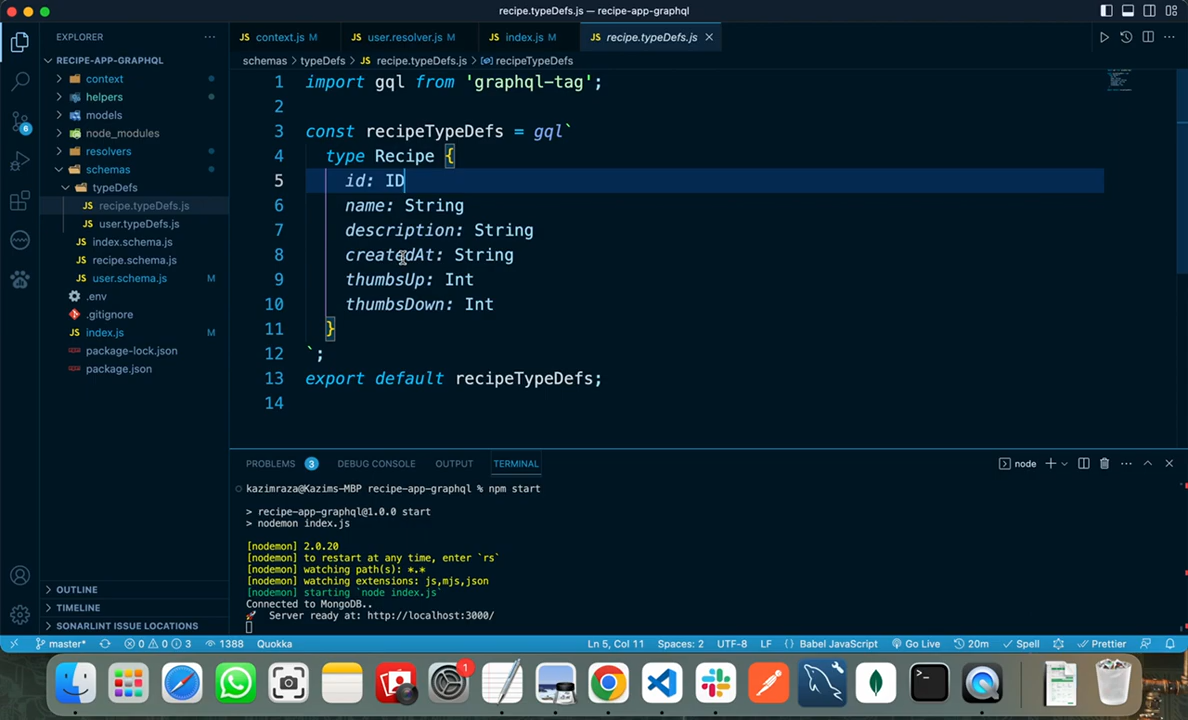 recipe.typeDefs.js — recipe-app-graphql
EXPLORER
RECIPE-APP-GRAPHQL
context
helpers
models
node_modules
resolvers
schemas
typeDefs
recipe.typeDefs.js
user.typeDefs.js
index.schema.js
recipe.schema.js
user.schema.js
.env
.gitignore
JS index.js M
package-lock.json
package.json
OUTLINE
TIMELINE
SONARLINT ISSUE LOCATIONS
JS context.js M
JS user.resolver.js M
JS index.js M
JS recipe.typeDefs.js
schemas > typeDefs > JS recipe.typeDefs.js > recipeTypeDefs
1 import gql from 'graphql-tag';
2
3 const recipeTypeDefs = gql`
4 type Recipe {
5 id: ID
6 name: String
7 description: String
8 createdAt: String
9 thumbsUp: Int
10 thumbsDown: Int
11 }
12 `;
13 export default recipeTypeDefs;
14
PROBLEMS 3 DEBUG CONSOLE OUTPUT TERMINAL
node
kazimraza@Kazims-MBP recipe-app-graphql % npm start
> recipe-app-graphql@1.0.0 start
> nodemon index.js
[nodemon] 2.0.20
[nodemon] to restart at any time, enter `rs`
[nodemon] watching path(s): *.*
[nodemon] watching extensions: js,mjs,json
[nodemon] starting `node index.js`
Connected to MongoDB..
🚀 Server ready at: http://localhost:3000/
6
master* 0 0 3 1388 Quokka Ln 5, Col 11 Spaces: 2 UTF-8 LF { } Babel JavaScript Go Live 20m Spell Prettier
1